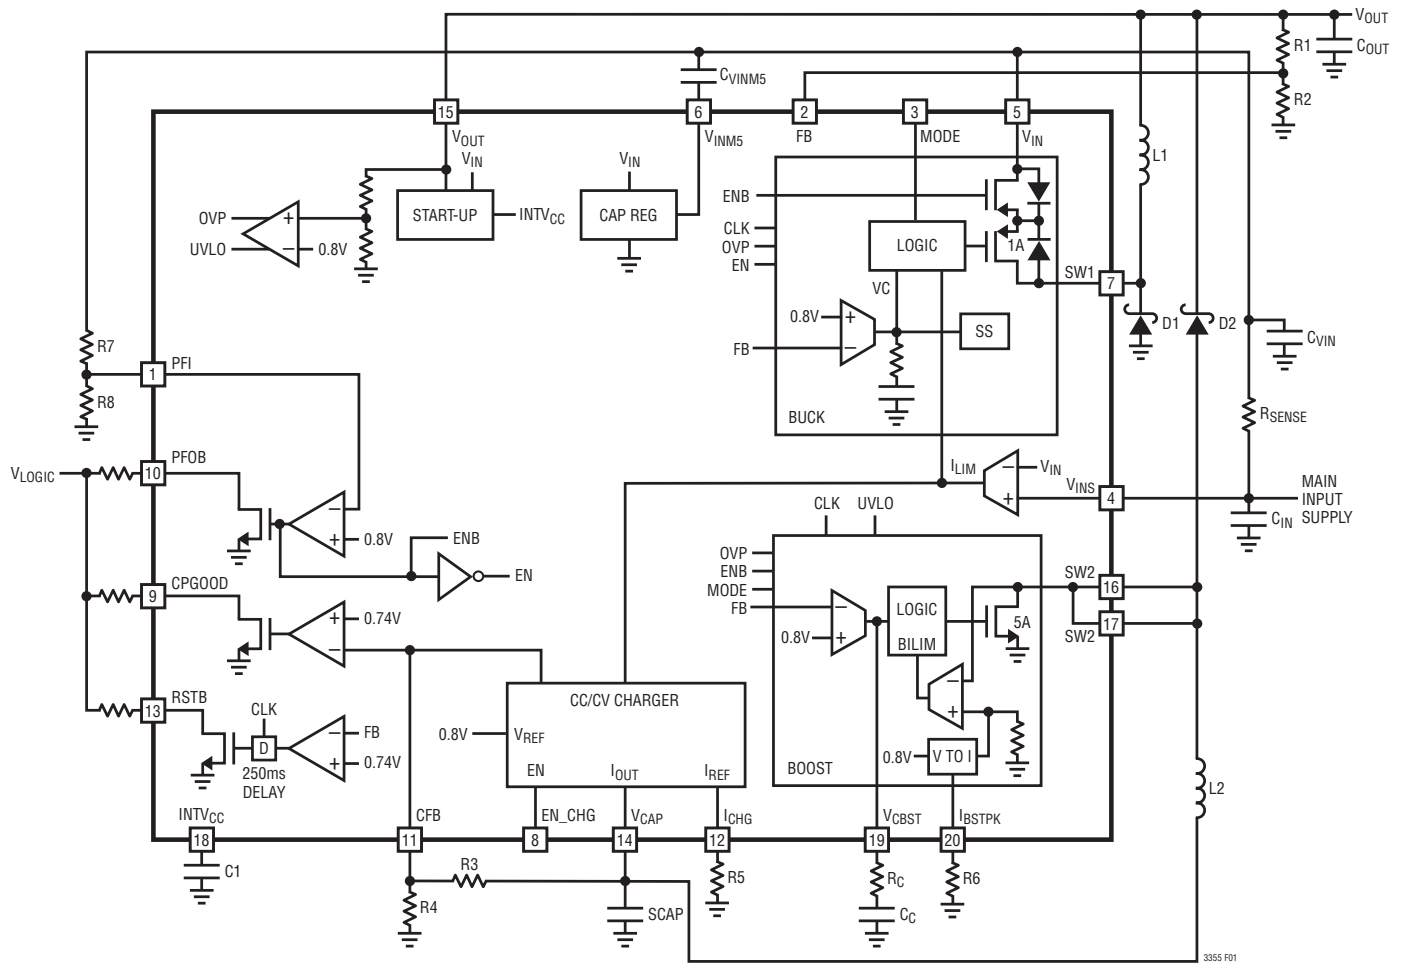 VOUT
R1
COUT
CVINM5
R2
15
6
2
3
5
VOUT
VINM5
FB
MODE
VIN
L1
VIN
VIN
ENB
OVP
+
START-UP
INTVCC
CAP REG
CLK
LOGIC
1A
UVLO
−
0.8V
OVP
EN
SW1
7
VC
0.8V
+
SS
D1
D2
FB
−
CVIN
R7
PFI
1
R8
BUCK
RSENSE
PFOB
ILIM
−
VIN
VLOGIC
10
VINS
4
MAIN
INPUT
SUPPLY
+
CIN
−
CLK
UVLO
+
0.8V
ENB
OVP
ENB
EN
MODE
FB
SW2
16
CPGOOD
9
−
LOGIC
5A
17
+
0.74V
0.8V
+
BILIM
SW2
−
−
+
RSTB
13
CLK
CC/CV CHARGER
−
FB
0.8V
VREF
D
+
0.74V
0.8V
V TO I
250ms
DELAY
EN
IOUT
IREF
BOOST
L2
INTVCC
CFB
EN_CHG
VCAP
ICHG
VCBST
IBSTPK
18
11
8
14
12
19
20
C1
R3
R5
RC
R6
R4
SCAP
CC
3355 F01